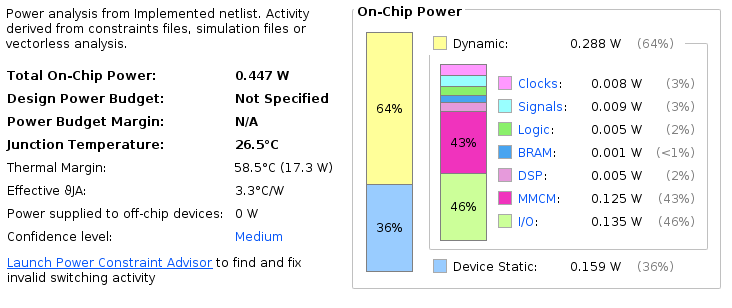 Power analysis from Implemented netlist. Activity
derived from constraints files, simulation files or
vectorless analysis.
Total On-Chip Power: 0.447 W
Design Power Budget: Not Specified
Power Budget Margin: N/A
Junction Temperature: 26.5°C
Thermal Margin: 58.5°C (17.3 W)
Effective ϑJA: 3.3°C/W
Power supplied to off-chip devices: 0 W
Confidence level: Medium
Launch Power Constraint Advisor to find and fix
invalid switching activity
On-Chip Power
64%
36%
Dynamic: 0.288 W (64%)
43%
46%
Clocks: 0.008 W (3%)
Signals: 0.009 W (3%)
Logic: 0.005 W (2%)
BRAM: 0.001 W (<1%)
DSP: 0.005 W (2%)
MMCM: 0.125 W (43%)
I/O: 0.135 W (46%)
Device Static: 0.159 W (36%)